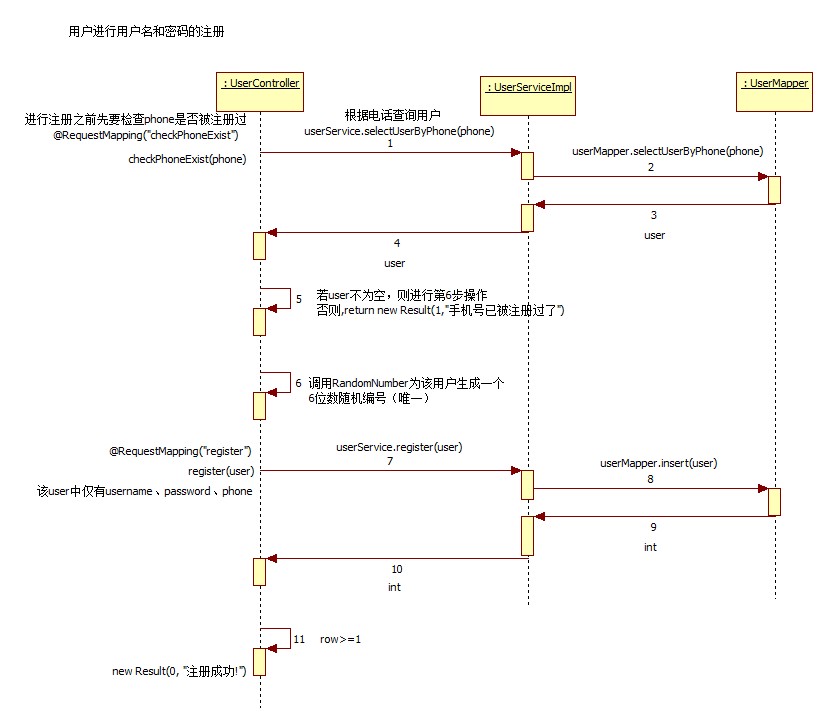 用户进行用户名和密码的注册
: UserController
: UserServiceImpl
: UserMapper
进行注册之前先要检查phone是否被注册过
@RequestMapping("checkPhoneExist")
checkPhoneExist(phone)
根据电话查询用户
userService.selectUserByPhone(phone)
1
userMapper.selectUserByPhone(phone)
2
3
user
4
user
5
若user不为空，则进行第6步操作
否则,return new Result(1,"手机号已被注册过了")
6
调用RandomNumber为该用户生成一个
6位数随机编号（唯一）
@RequestMapping("register")
register(user)
该user中仅有username、password、phone
userService.register(user)
7
userMapper.insert(user)
8
9
int
10
int
11
row>=1
new Result(0, "注册成功!")